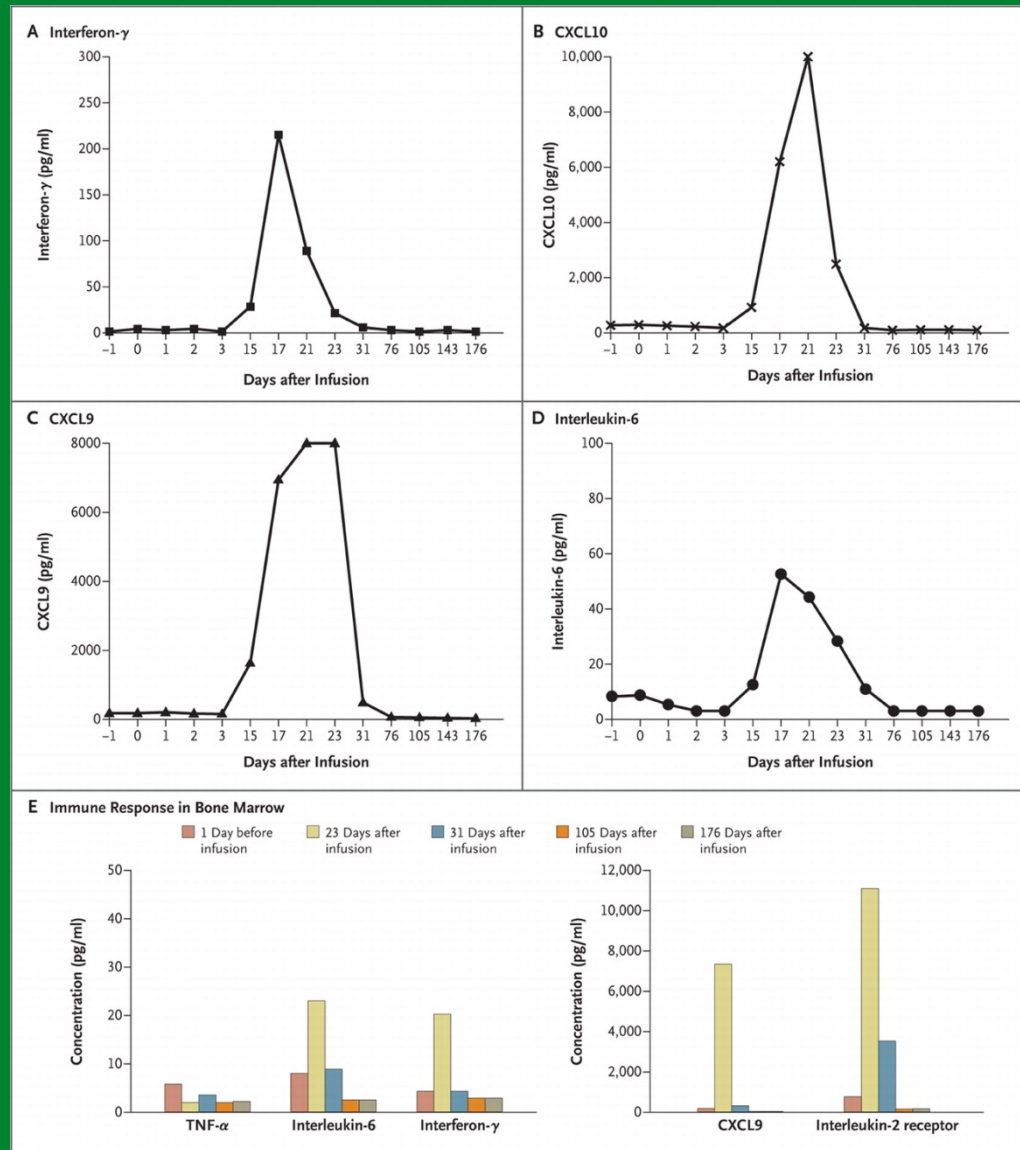 A Interferon-γ
300
250
200
150
100
50
0
Interferon-γ (pg/ml)
−1 0 1 2 3 15 17 21 23 31 76 105 143 176
Days after Infusion
B CXCL10
10,000
8,000
6,000
4,000
2,000
0
CXCL10 (pg/ml)
−1 0 1 2 3 15 17 21 23 31 76 105 143 176
Days after Infusion
C CXCL9
8000
6000
4000
2000
0
CXCL9 (pg/ml)
−1 0 1 2 3 15 17 21 23 31 76 105 143 176
Days after Infusion
D Interleukin-6
100
80
60
40
20
0
Interleukin-6 (pg/ml)
−1 0 1 2 3 15 17 21 23 31 76 105 143 176
Days after Infusion
E Immune Response in Bone Marrow
1 Day before
infusion
23 Days after
infusion
31 Days after
infusion
105 Days after
infusion
176 Days after
infusion
50
40
30
20
10
0
Concentration (pg/ml)
TNF-α Interleukin-6 Interferon-γ
12,000
10,000
8,000
6,000
4,000
2,000
0
Concentration (pg/ml)
CXCL9 Interleukin-2 receptor